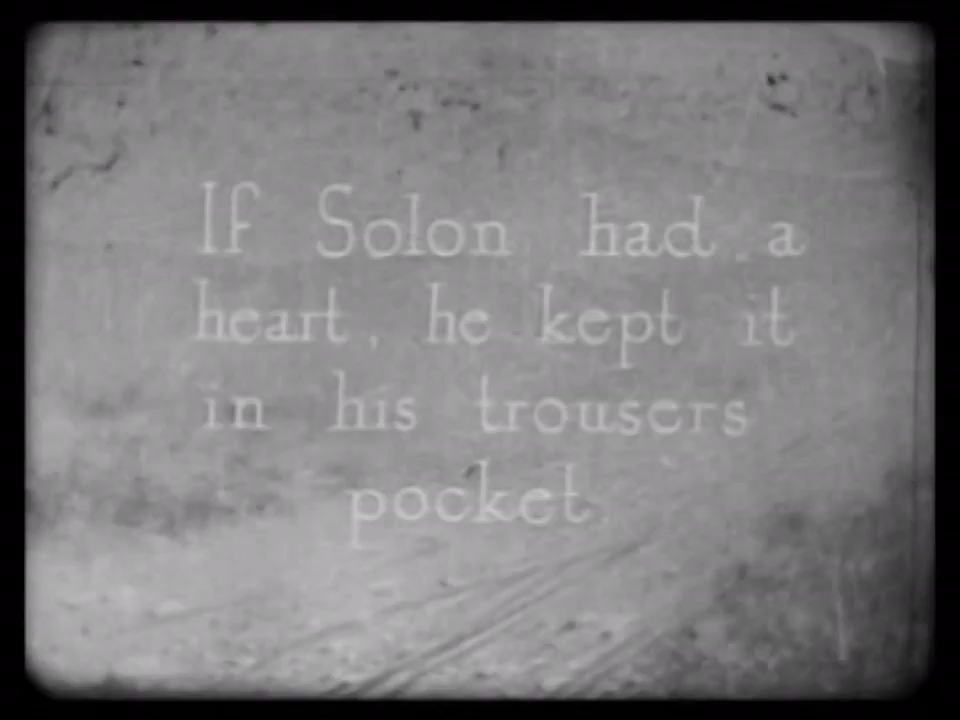 If Solon had a
heart, he kept it
in his trousers
pocket.